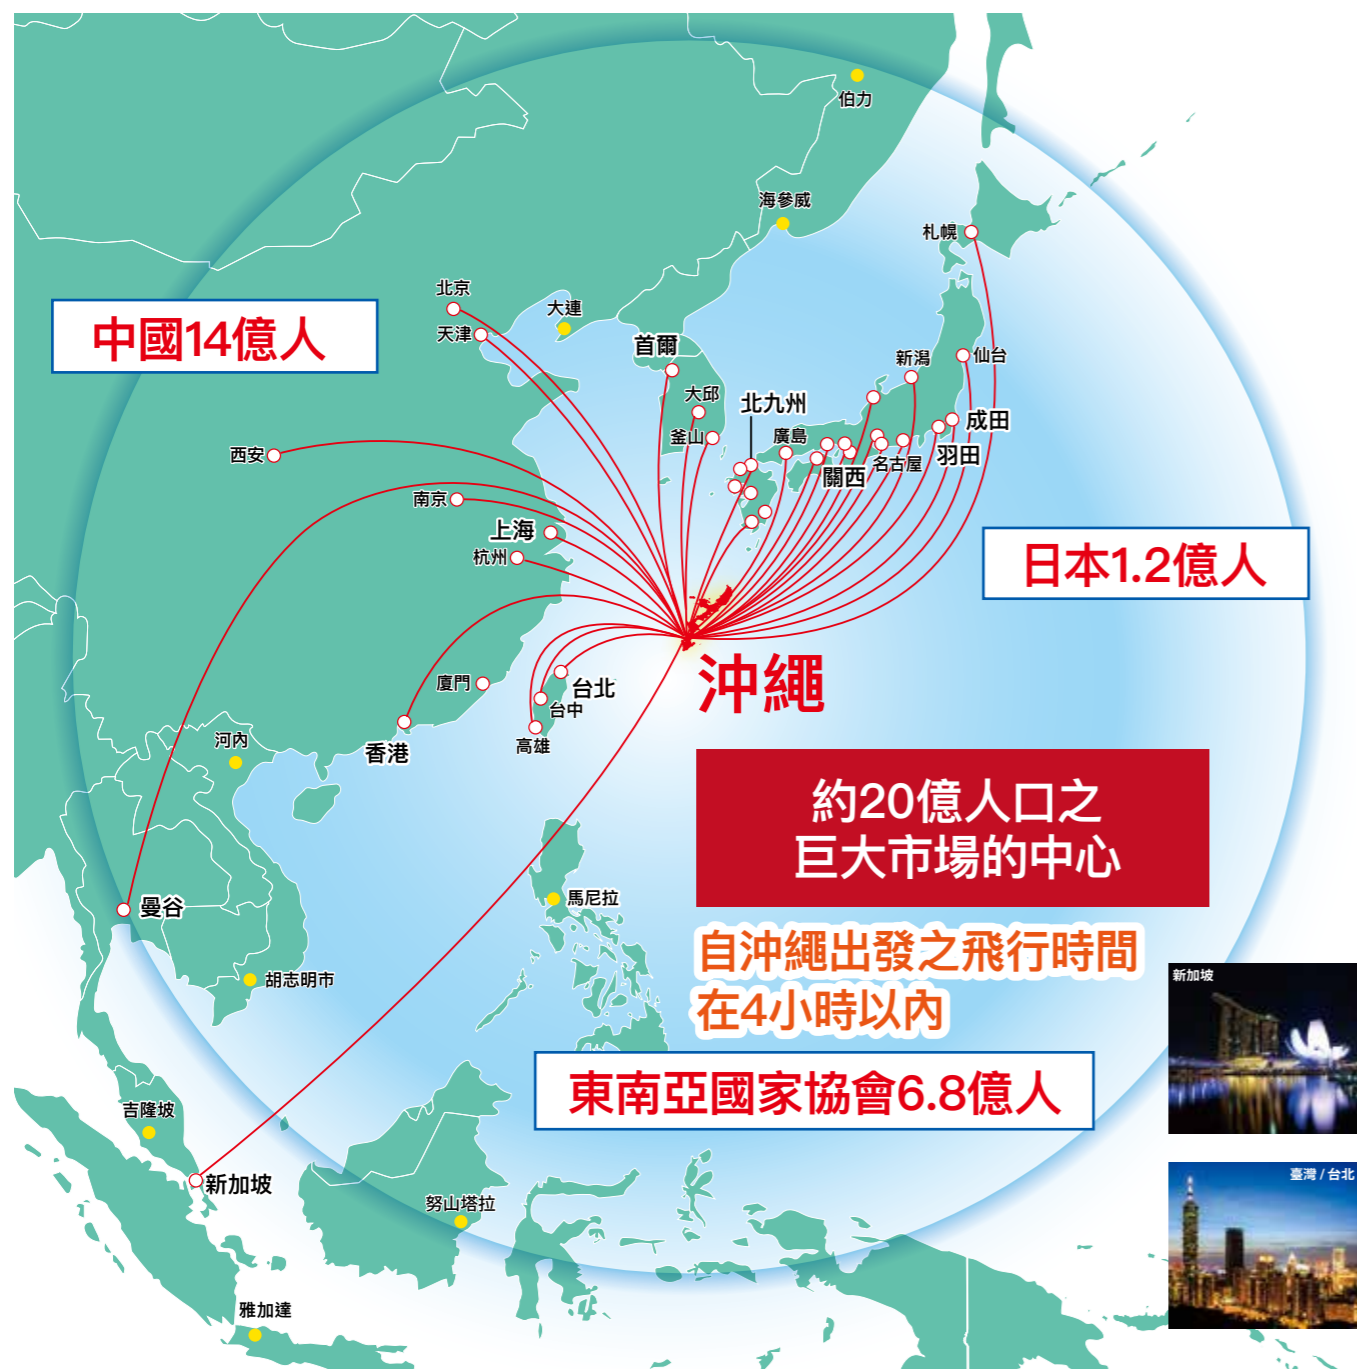 伯力
海參威
札幌
北京
大連
天津
中國14億人
首爾
新潟
仙台
大邱
北九州
釜山
廣島
成田
羽田
名古屋
關西
西安
南京
上海
杭州
日本1.2億人
沖繩
廈門
台北
台中
高雄
香港
河內
約20億人口之
巨大市場的中心
馬尼拉
曼谷
自沖繩出發之飛行時間
在4小時以內
胡志明市
新加坡
東南亞國家協會6.8億人
吉隆坡
新加坡
努山塔拉
臺灣 / 台北
雅加達